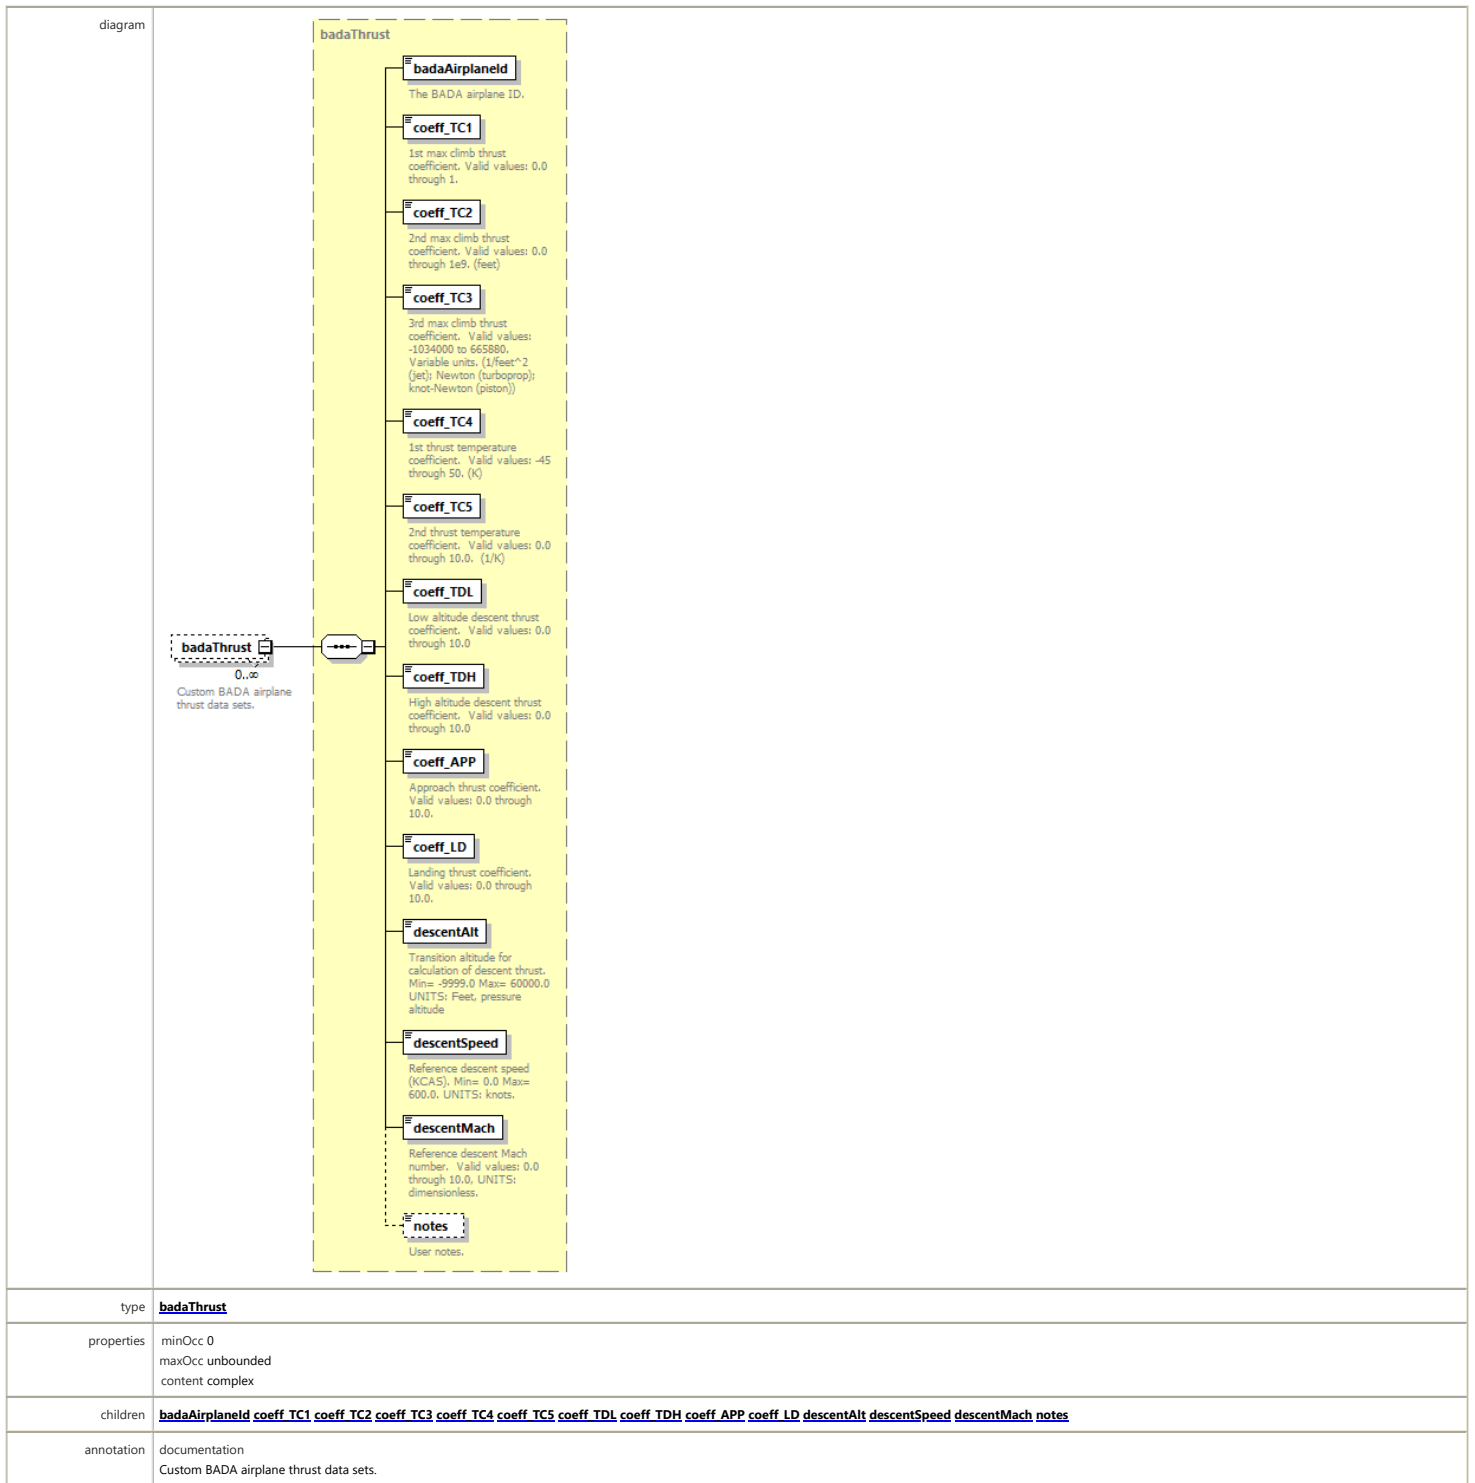 diagram
badaThrust
badaAirplaneId
The BADA airplane ID.
coeff_TC1
1st max climb thrust
coefficient. Valid values: 0.0
through 1.
coeff_TC2
2nd max climb thrust
coefficient. Valid values: 0.0
through 1e9. (feet)
coeff_TC3
3rd max climb thrust
coefficient.  Valid values:
-1034000 to 665880.
Variable units. (1/feet^2
(jet); Newton (turboprop);
knot-Newton (piston))
coeff_TC4
1st thrust temperature
coefficient.  Valid values: -45
through 50. (K)
coeff_TC5
2nd thrust temperature
coefficient.  Valid values: 0.0
through 10.0.  (1/K)
coeff_TDL
Low altitude descent thrust
coefficient.  Valid values: 0.0
through 10.0
badaThrust
0..∞
Custom BADA airplane
thrust data sets.
coeff_TDH
High altitude descent thrust
coefficient.  Valid values: 0.0
through 10.0
coeff_APP
Approach thrust coefficient.
Valid values: 0.0 through
10.0.
coeff_LD
Landing thrust coefficient.
Valid values: 0.0 through
10.0.
descentAlt
Transition altitude for
calculation of descent thrust.
Min= -9999.0 Max= 60000.0
UNITS: Feet, pressure
altitude
descentSpeed
Reference descent speed
(KCAS). Min= 0.0 Max=
600.0. UNITS: knots.
descentMach
Reference descent Mach
number.  Valid values: 0.0
through 10.0, UNITS:
dimensionless.
notes
User notes.
type badaThrust
properties minOcc 0
maxOcc unbounded
content complex
children badaAirplaneId coeff_TC1 coeff_TC2 coeff_TC3 coeff_TC4 coeff_TC5 coeff_TDL coeff_TDH coeff_APP coeff_LD descentAlt descentSpeed descentMach notes
annotation documentation
Custom BADA airplane thrust data sets.